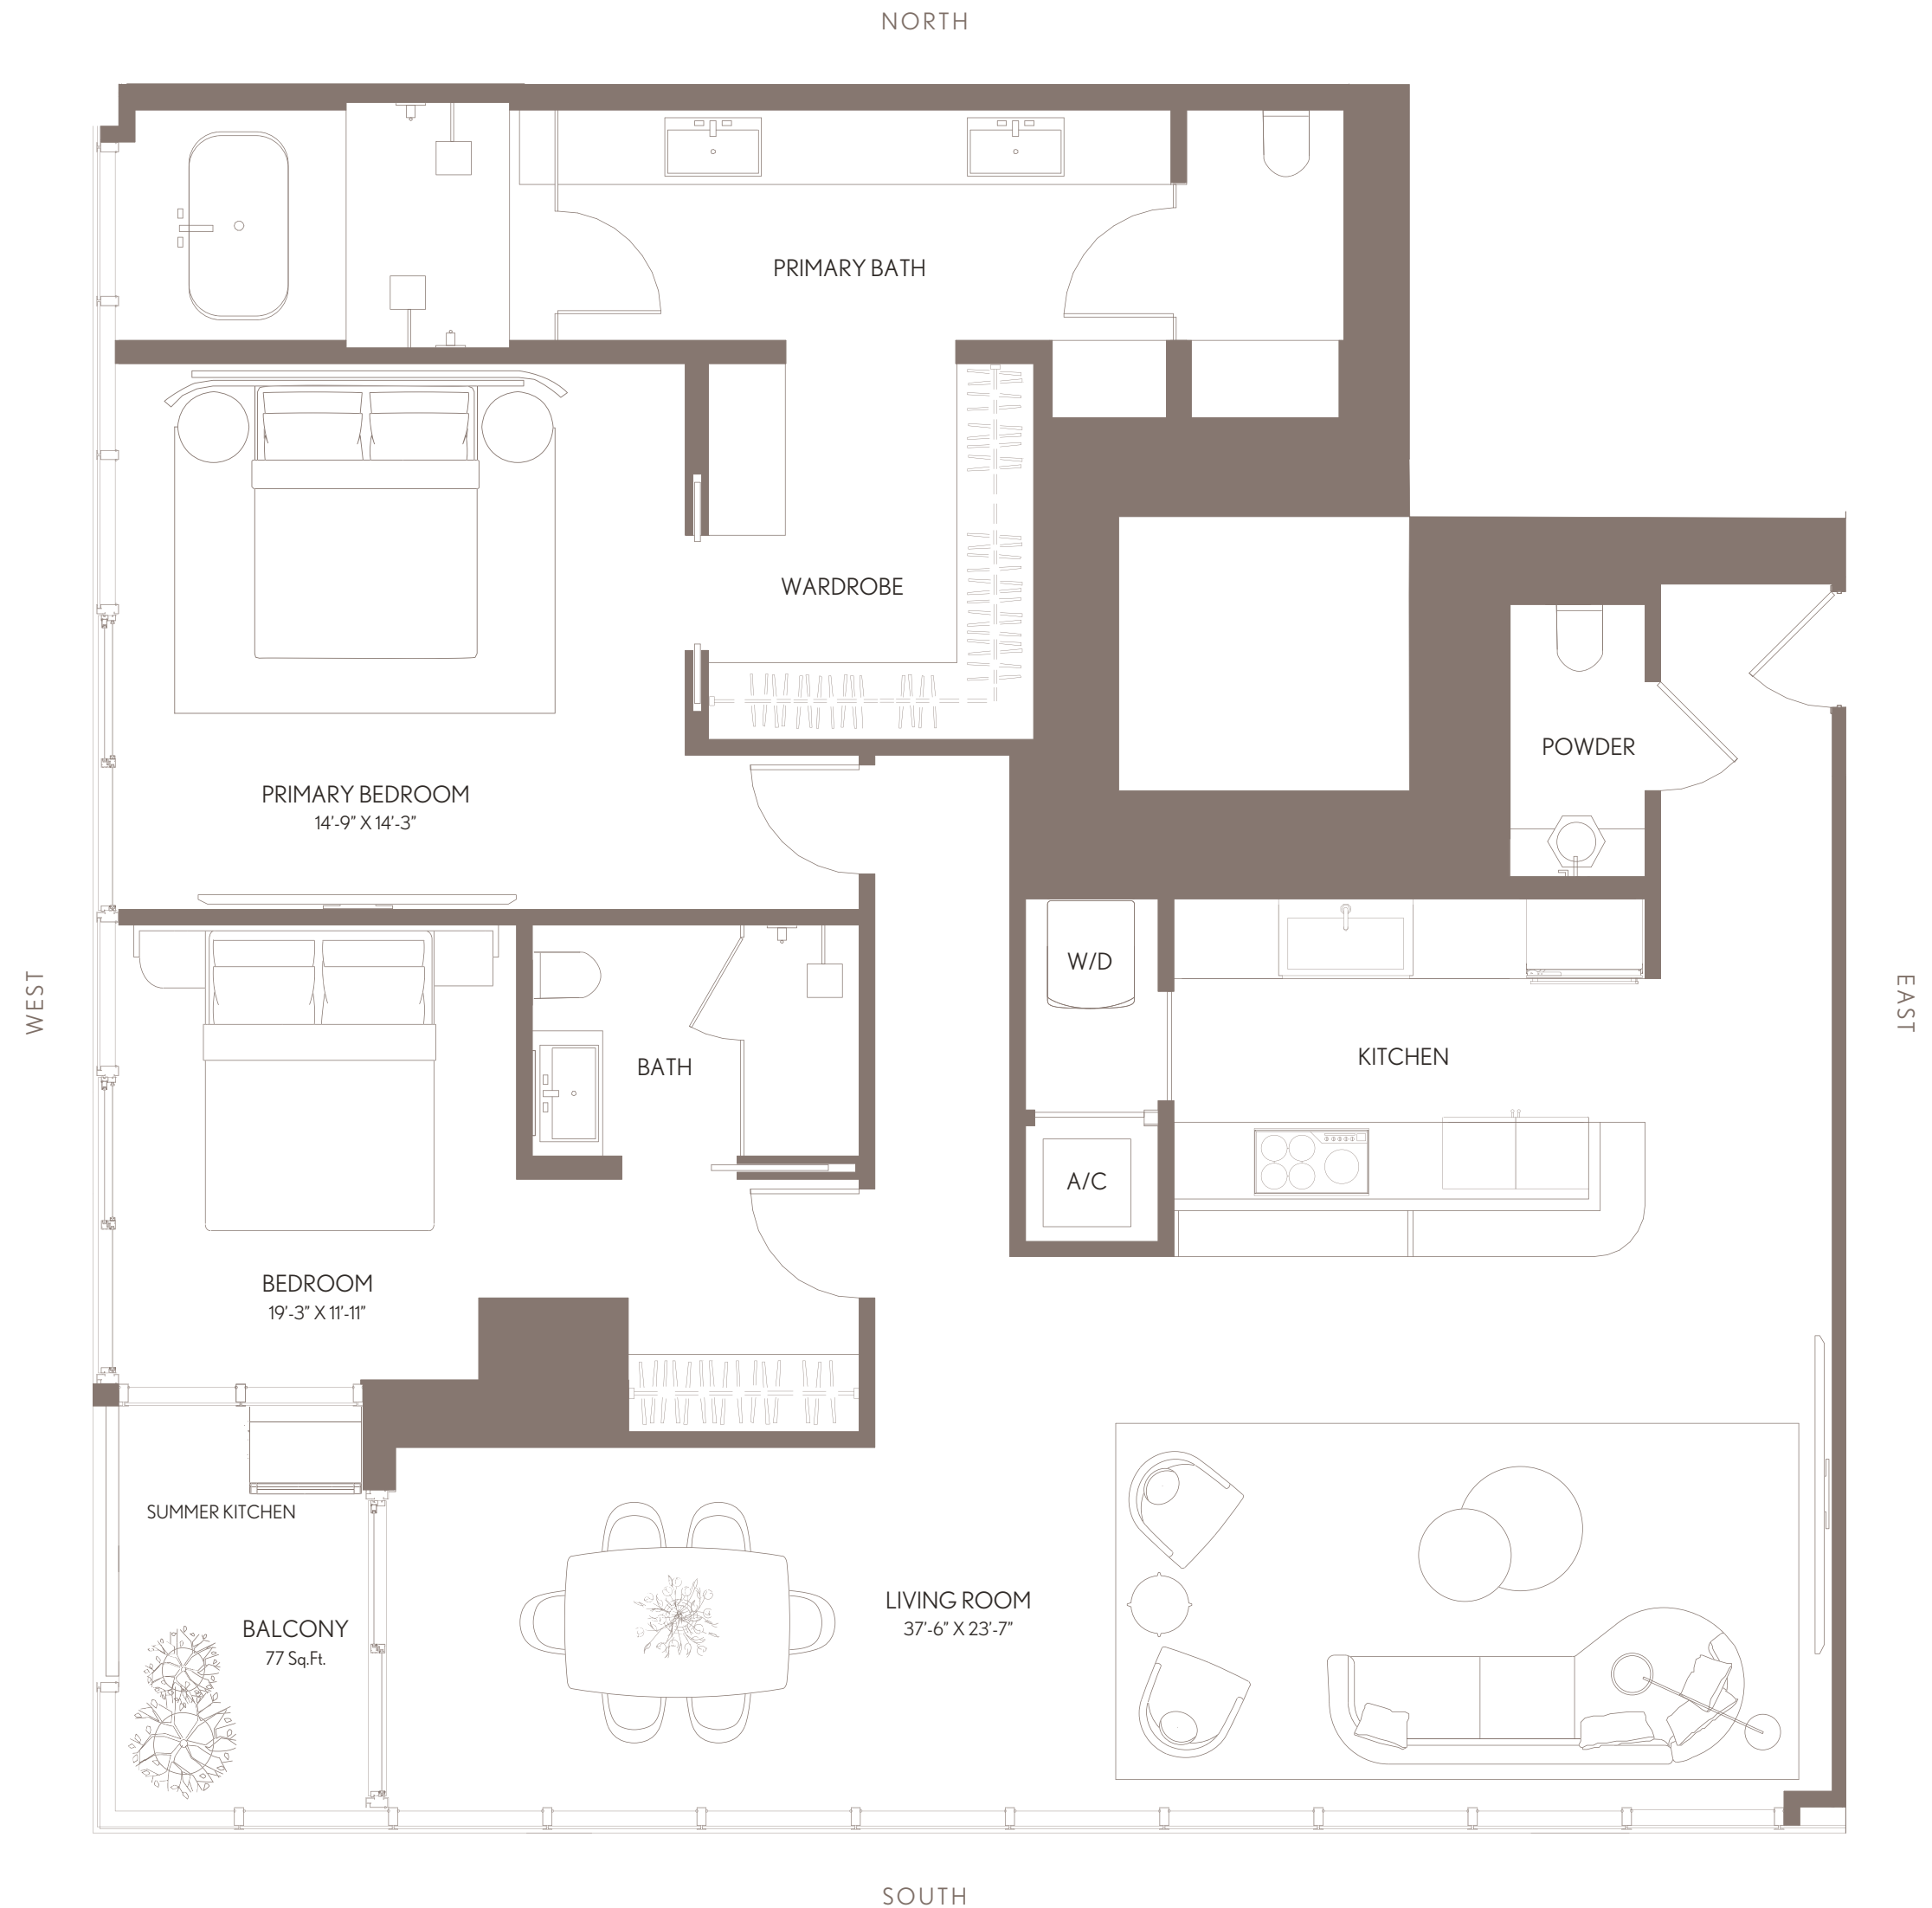 NORTH
PRIMARY BATH
WARDROBE
POWDER
PRIMARY BEDROOM
14'-9" X 14'-3"
WEST
EAST
W/D
KITCHEN
BATH
A/C
BEDROOM
19'-3" X 11'-11"
SUMMER KITCHEN
LIVING ROOM
37'-6" X 23'-7"
BALCONY
77 Sq.Ft.
SOUTH